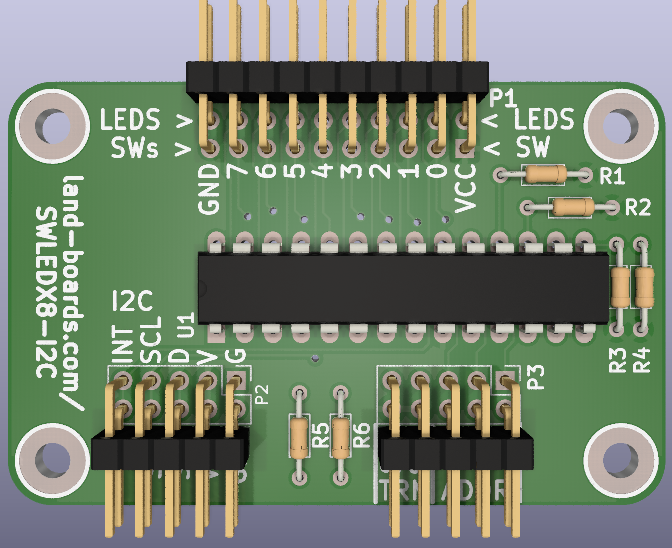 P1
LEDS > < LEDS
SWs > < SW
GND 7 6 5 4 3 2 1 0 VCC
R1
R2
land-boards.com/
SWLEDX8-I2C
I2C
U1
INT SCL D V G
P2
P3
R3 R4
R5 R6